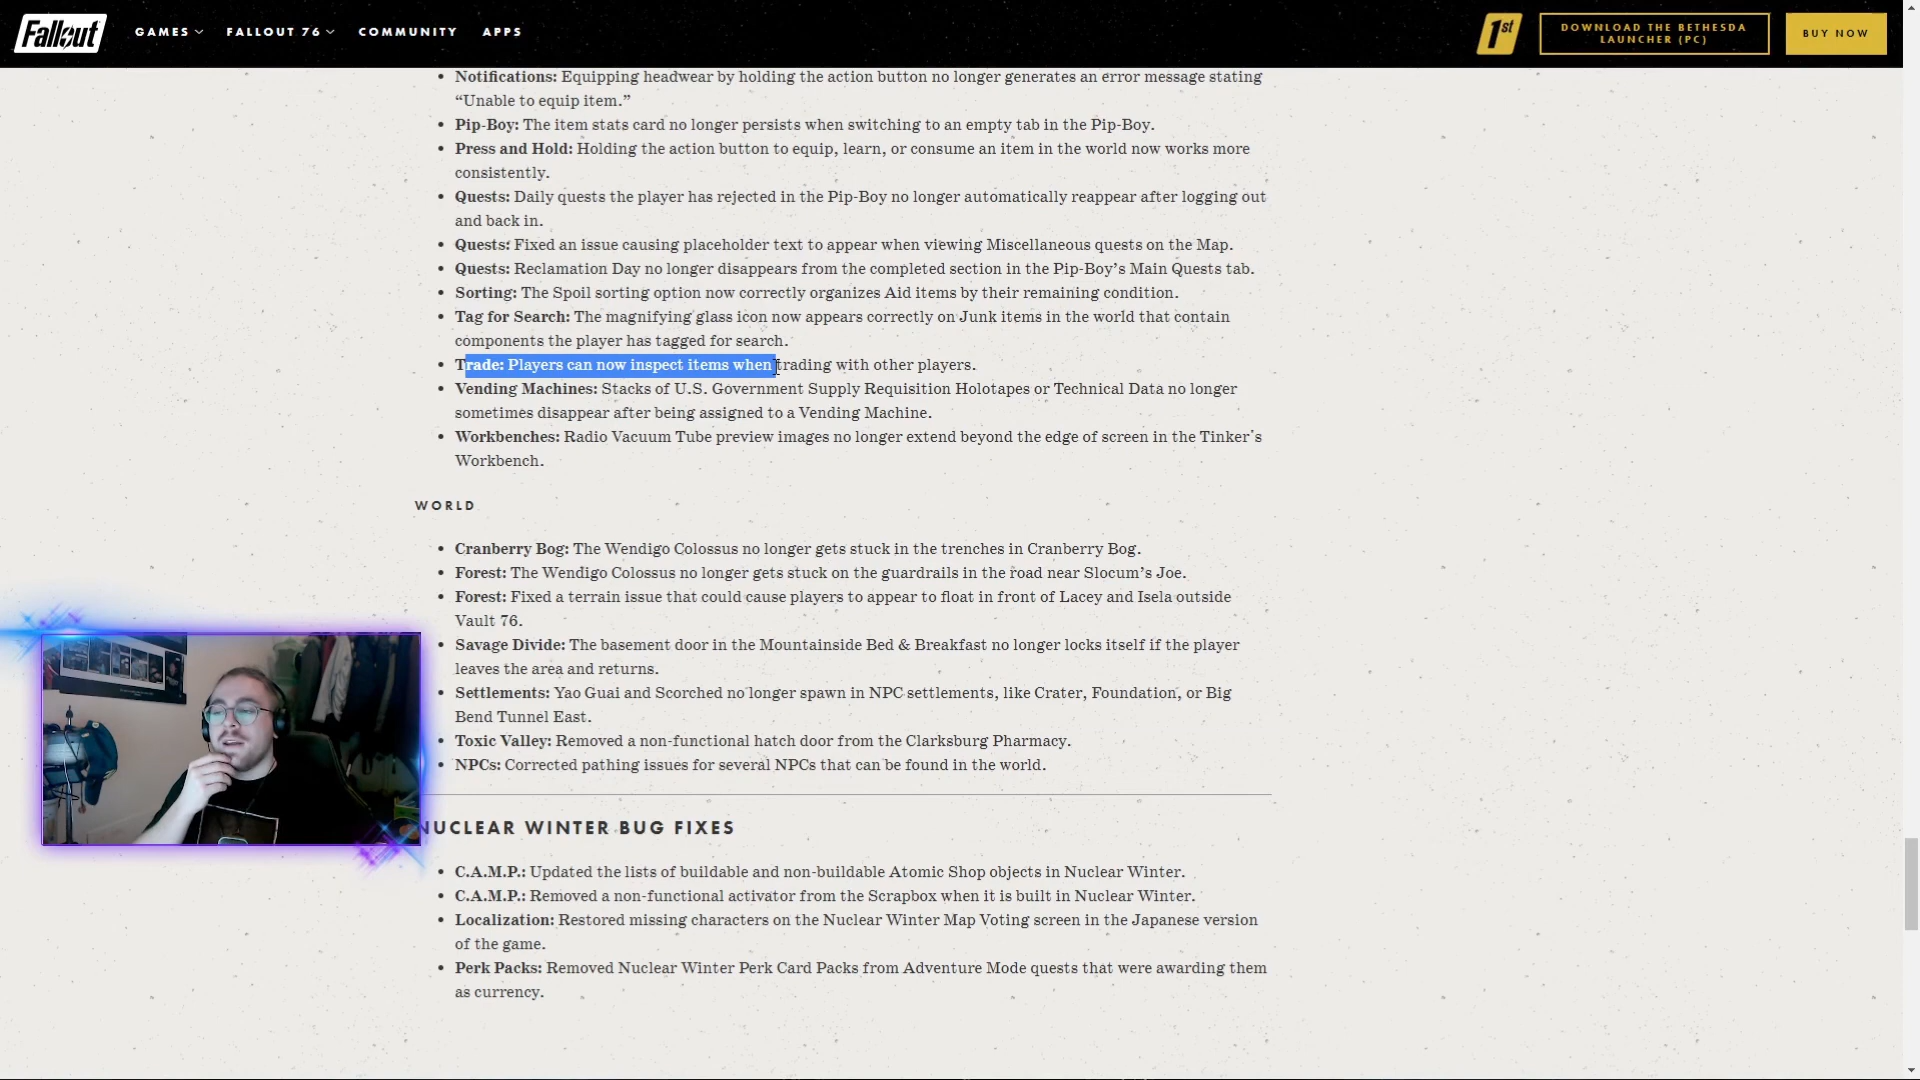 Fallout
GAMES
FALLOUT 76
COMMUNITY
APPS
1st
DOWNLOAD THE BETHESDA
LAUNCHER (PC)
BUY NOW
• Notifications: Equipping headwear by holding the action button no longer generates an error message stating
“Unable to equip item.”
• Pip-Boy: The item stats card no longer persists when switching to an empty tab in the Pip-Boy.
• Press and Hold: Holding the action button to equip, learn, or consume an item in the world now works more
consistently.
• Quests: Daily quests the player has rejected in the Pip-Boy no longer automatically reappear after logging out
and back in.
• Quests: Fixed an issue causing placeholder text to appear when viewing Miscellaneous quests on the Map.
• Quests: Reclamation Day no longer disappears from the completed section in the Pip-Boy’s Main Quests tab.
• Sorting: The Spoil sorting option now correctly organizes Aid items by their remaining condition.
• Tag for Search: The magnifying glass icon now appears correctly on Junk items in the world that contain
components the player has tagged for search.
• Trade: Players can now inspect items when trading with other players.
• Vending Machines: Stacks of U.S. Government Supply Requisition Holotapes or Technical Data no longer
sometimes disappear after being assigned to a Vending Machine.
• Workbenches: Radio Vacuum Tube preview images no longer extend beyond the edge of screen in the Tinker’s
Workbench.
WORLD
• Cranberry Bog: The Wendigo Colossus no longer gets stuck in the trenches in Cranberry Bog.
• Forest: The Wendigo Colossus no longer gets stuck on the guardrails in the road near Slocum’s Joe.
• Forest: Fixed a terrain issue that could cause players to appear to float in front of Lacey and Isela outside
Vault 76.
• Savage Divide: The basement door in the Mountainside Bed & Breakfast no longer locks itself if the player
leaves the area and returns.
• Settlements: Yao Guai and Scorched no longer spawn in NPC settlements, like Crater, Foundation, or Big
Bend Tunnel East.
• Toxic Valley: Removed a non-functional hatch door from the Clarksburg Pharmacy.
• NPCs: Corrected pathing issues for several NPCs that can be found in the world.
NUCLEAR WINTER BUG FIXES
• C.A.M.P.: Updated the lists of buildable and non-buildable Atomic Shop objects in Nuclear Winter.
• C.A.M.P.: Removed a non-functional activator from the Scrapbox when it is built in Nuclear Winter.
• Localization: Restored missing characters on the Nuclear Winter Map Voting screen in the Japanese version
of the game.
• Perk Packs: Removed Nuclear Winter Perk Card Packs from Adventure Mode quests that were awarding them
as currency.